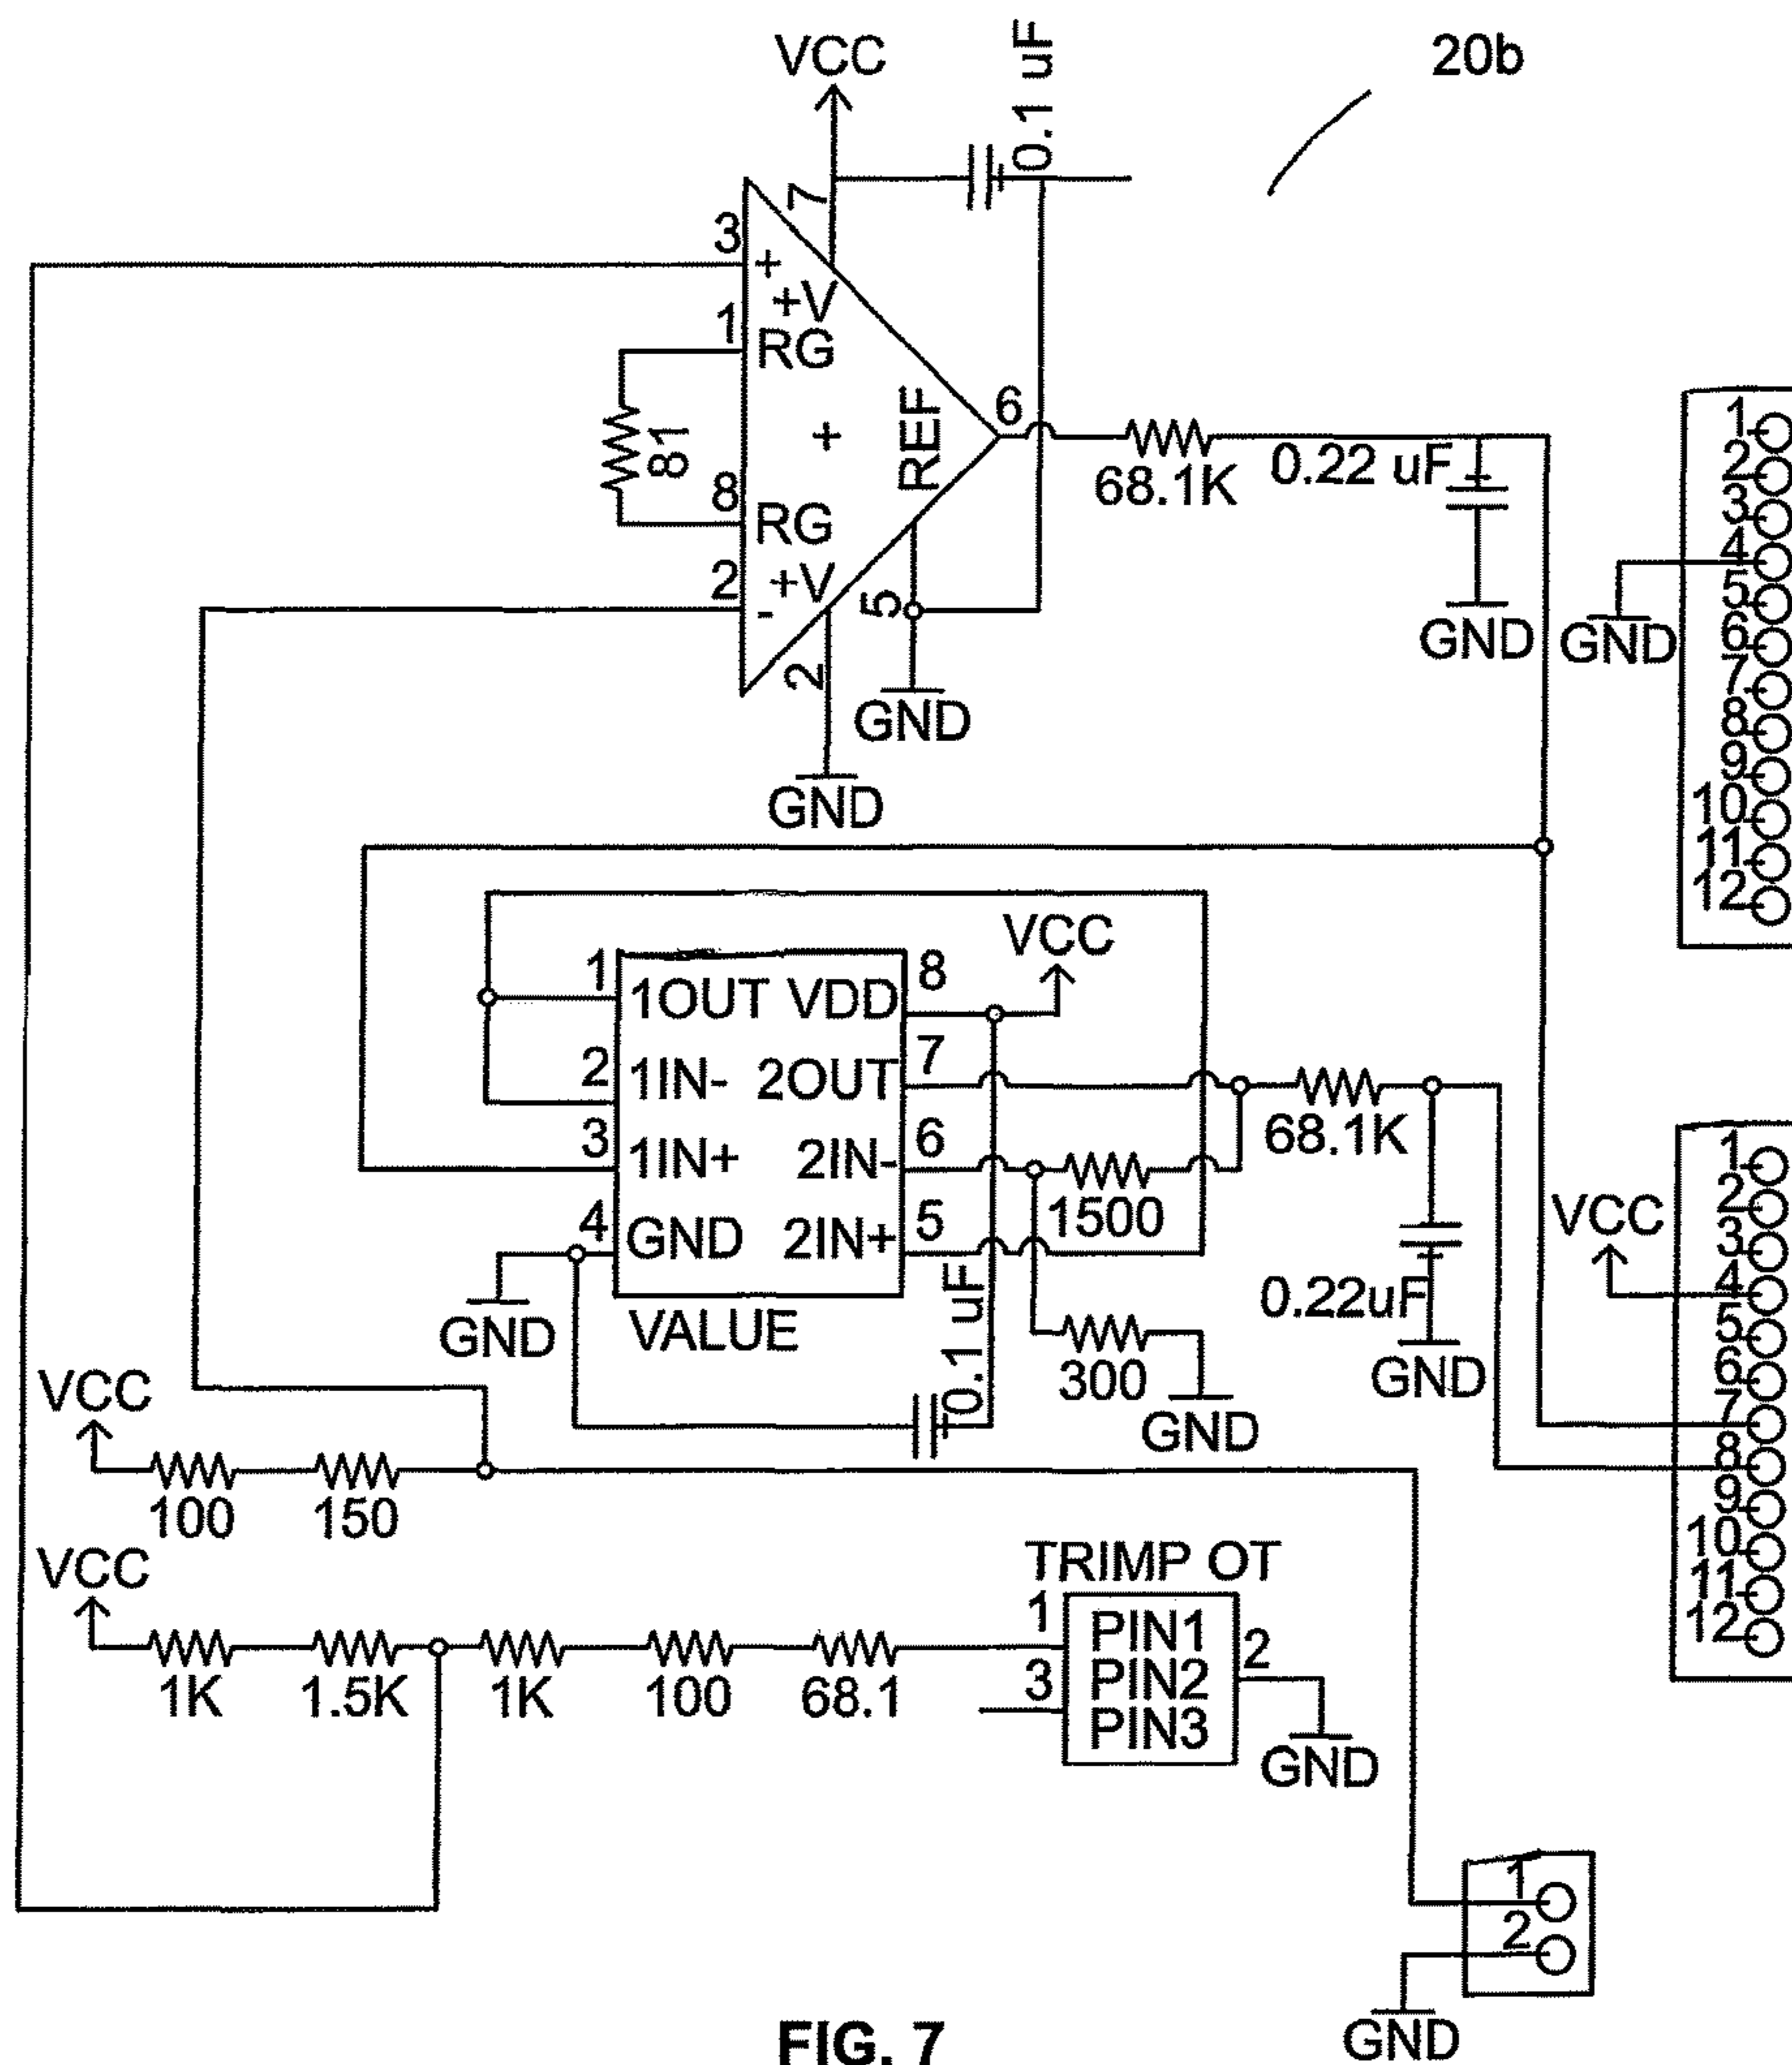 VCC
0.1 uF
20b
7
3
+
+V
1
RG
81
+
REF
6
68.1K
0.22 uF
+
8
RG
2
+V
-
5
2
GND
GND
GND
GND
1
2
3
4
5
6
7
8
9
10
11
12
VCC
1
1OUT
VDD
8
2
1IN-
2OUT
7
3
1IN+
2IN-
6
4
GND
2IN+
5
68.1K
1500
GND
VALUE
0.1 uF
300
GND
0.22uF
GND
VCC
1
2
3
4
5
6
7
8
9
10
11
12
VCC
100
150
VCC
1K
1.5K
1K
100
68.1
TRIMP OT
1
PIN1
2
3
PIN2
PIN3
GND
1
2
GND
FIG. 7